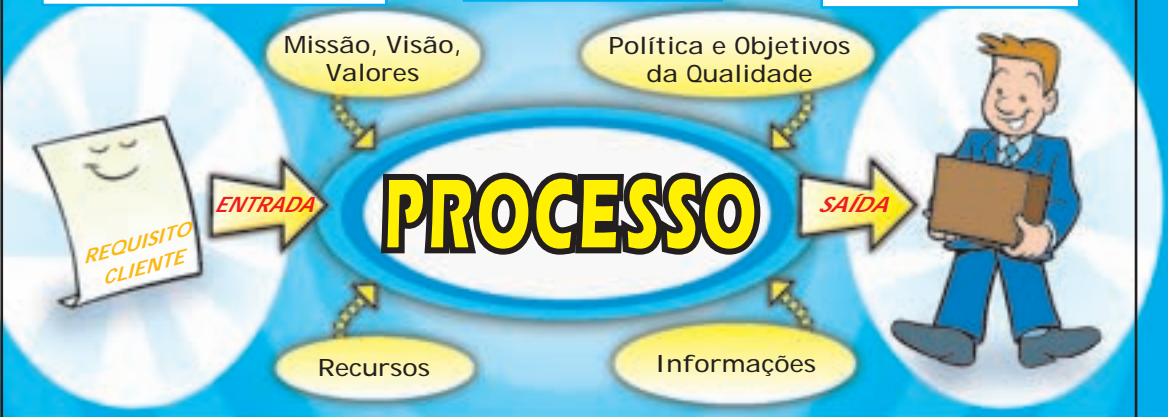 Missão, Visão,
Valores
Política e Objetivos
da Qualidade
REQUISITO
CLIENTE
ENTRADA
PROCESSO
SAÍDA
Recursos
Informações